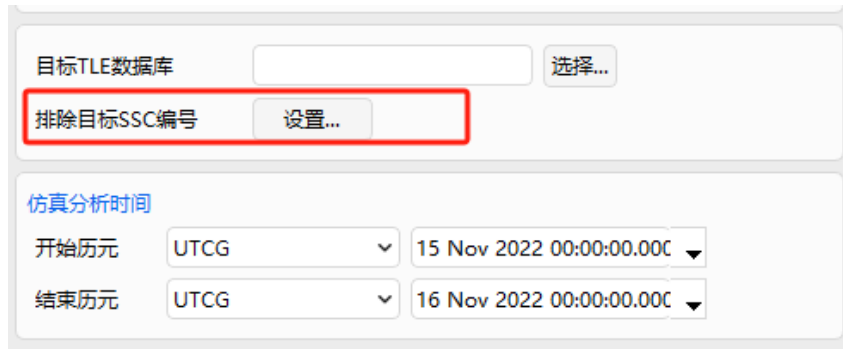 目标TLE数据库 选择...
排除目标SSC编号 设置...
仿真分析时间
开始历元 UTCG 15 Nov 2022 00:00:00.000
结束历元 UTCG 16 Nov 2022 00:00:00.000